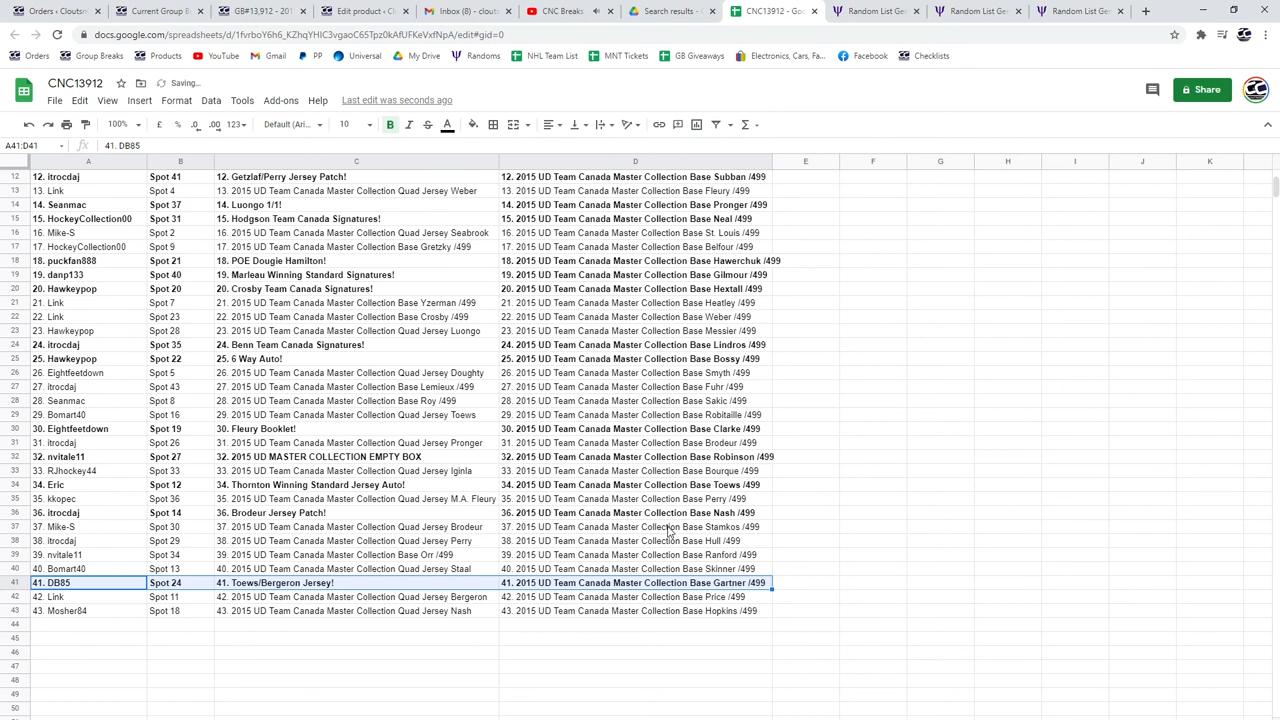 Orders ‹ Clouts
Current Group B
GB#13,912 - 201
Edit product ‹ Cl
Inbox (8) - clouts
CNC Breaks
Search results -
CNC13912 - Goo
Random List Ge
Random List Gen
Random List Gen
docs.google.com/spreadsheets/d/1fvrboY6h6_KZhqYHIC3vgaoC65Tpz0kAfUFKeVxfNpA/edit#gid=0
Orders Group Breaks Products YouTube Gmail PP Universal My Drive Randoms NHL Team List MNT Tickets GB Giveaways Electronics, Cars, Fa... Facebook Checklists
CNC13912 Saving...
File Edit View Insert Format Data Tools Add-ons Help Last edit was seconds ago
Share
100% £ % .0 .00 123 Default (Ari... 10 B I S A
A41:D41 fx 41. DB85
A B C D E F G H I J K
12 12. itrocdaj Spot 41 12. Getzlaf/Perry Jersey Patch! 12. 2015 UD Team Canada Master Collection Base Subban /499
13 13. Link Spot 4 13. 2015 UD Team Canada Master Collection Quad Jersey Weber 13. 2015 UD Team Canada Master Collection Base Fleury /499
14 14. Seanmac Spot 37 14. Luongo 1/1! 14. 2015 UD Team Canada Master Collection Base Pronger /499
15 15. HockeyCollection00 Spot 31 15. Hodgson Team Canada Signatures! 15. 2015 UD Team Canada Master Collection Base Neal /499
16 16. Mike-S Spot 2 16. 2015 UD Team Canada Master Collection Quad Jersey Seabrook 16. 2015 UD Team Canada Master Collection Base St. Louis /499
17 17. HockeyCollection00 Spot 9 17. 2015 UD Team Canada Master Collection Base Gretzky /499 17. 2015 UD Team Canada Master Collection Base Belfour /499
18 18. puckfan888 Spot 21 18. POE Dougie Hamilton! 18. 2015 UD Team Canada Master Collection Base Hawerchuk /499
19 19. danp133 Spot 40 19. Marleau Winning Standard Signatures! 19. 2015 UD Team Canada Master Collection Base Gilmour /499
20 20. Hawkeypop Spot 20 20. Crosby Team Canada Signatures! 20. 2015 UD Team Canada Master Collection Base Hextall /499
21 21. Link Spot 7 21. 2015 UD Team Canada Master Collection Base Yzerman /499 21. 2015 UD Team Canada Master Collection Base Heatley /499
22 22. Link Spot 23 22. 2015 UD Team Canada Master Collection Base Crosby /499 22. 2015 UD Team Canada Master Collection Base Weber /499
23 23. Hawkeypop Spot 28 23. 2015 UD Team Canada Master Collection Quad Jersey Luongo 23. 2015 UD Team Canada Master Collection Base Messier /499
24 24. itrocdaj Spot 35 24. Benn Team Canada Signatures! 24. 2015 UD Team Canada Master Collection Base Lindros /499
25 25. Hawkeypop Spot 22 25. 6 Way Auto! 25. 2015 UD Team Canada Master Collection Base Bossy /499
26 26. Eightfeetdown Spot 5 26. 2015 UD Team Canada Master Collection Quad Jersey Doughty 26. 2015 UD Team Canada Master Collection Base Smyth /499
27 27. itrocdaj Spot 43 27. 2015 UD Team Canada Master Collection Base Lemieux /499 27. 2015 UD Team Canada Master Collection Base Fuhr /499
28 28. Seanmac Spot 8 28. 2015 UD Team Canada Master Collection Base Roy /499 28. 2015 UD Team Canada Master Collection Base Sakic /499
29 29. Bomart40 Spot 16 29. 2015 UD Team Canada Master Collection Quad Jersey Toews 29. 2015 UD Team Canada Master Collection Base Robitaille /499
30 30. Eightfeetdown Spot 19 30. Fleury Booklet! 30. 2015 UD Team Canada Master Collection Base Clarke /499
31 31. itrocdaj Spot 26 31. 2015 UD Team Canada Master Collection Quad Jersey Pronger 31. 2015 UD Team Canada Master Collection Base Brodeur /499
32 32. nvitale11 Spot 27 32. 2015 UD MASTER COLLECTION EMPTY BOX 32. 2015 UD Team Canada Master Collection Base Robinson /499
33 33. RJhockey44 Spot 33 33. 2015 UD Team Canada Master Collection Quad Jersey Iginla 33. 2015 UD Team Canada Master Collection Base Bourque /499
34 34. Eric Spot 12 34. Thornton Winning Standard Jersey Auto! 34. 2015 UD Team Canada Master Collection Base Toews /499
35 35. kkopec Spot 36 35. 2015 UD Team Canada Master Collection Quad Jersey M.A. Fleury 35. 2015 UD Team Canada Master Collection Base Perry /499
36 36. itrocdaj Spot 14 36. Brodeur Jersey Patch! 36. 2015 UD Team Canada Master Collection Base Nash /499
37 37. Mike-S Spot 30 37. 2015 UD Team Canada Master Collection Quad Jersey Brodeur 37. 2015 UD Team Canada Master Collection Base Stamkos /499
38 38. itrocdaj Spot 29 38. 2015 UD Team Canada Master Collection Quad Jersey Perry 38. 2015 UD Team Canada Master Collection Base Hull /499
39 39. nvitale11 Spot 34 39. 2015 UD Team Canada Master Collection Base Orr /499 39. 2015 UD Team Canada Master Collection Base Ranford /499
40 40. Bomart40 Spot 13 40. 2015 UD Team Canada Master Collection Quad Jersey Staal 40. 2015 UD Team Canada Master Collection Base Skinner /499
41 41. DB85 Spot 24 41. Toews/Bergeron Jersey! 41. 2015 UD Team Canada Master Collection Base Gartner /499
42 42. Link Spot 11 42. 2015 UD Team Canada Master Collection Quad Jersey Bergeron 42. 2015 UD Team Canada Master Collection Base Price /499
43 43. Mosher84 Spot 18 43. 2015 UD Team Canada Master Collection Quad Jersey Nash 43. 2015 UD Team Canada Master Collection Base Hopkins /499
44
45
46
47
48
49
50